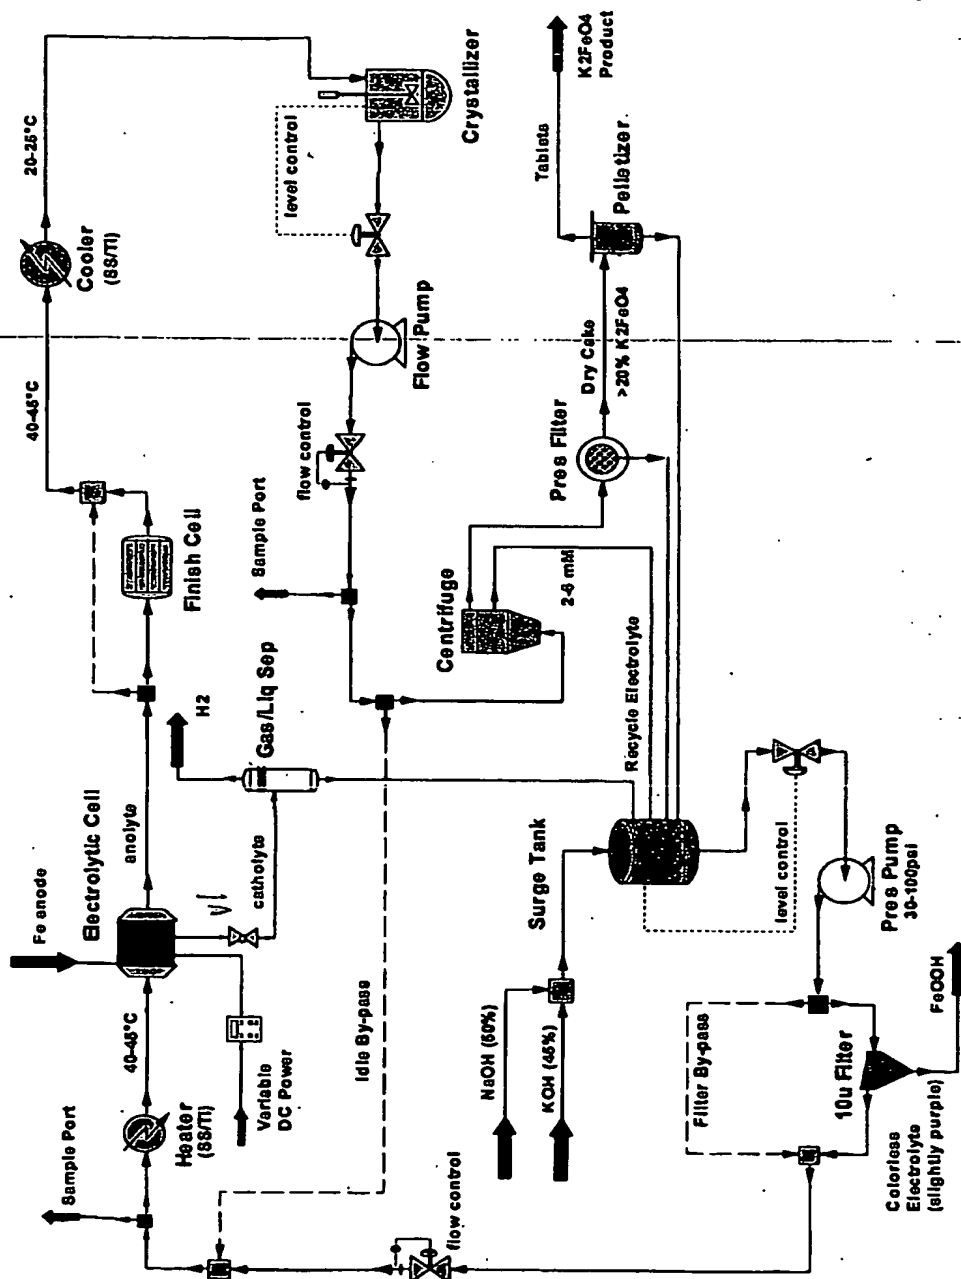 Sample Port
Fe anode
40-45°C
20-25°C
40-45°C
Electrolytic Cell
anolyte
Cooler
(SS/TI)
Heater
(SS/TI)
Finish Cell
H2
catholyte
Gas/Liq Sep
Variable
DC Power
Sample Port
flow control
level control
Idle By-pass
Flow Pump
Crystallizer
flow control
Centrifuge
NaOH (50%)
Surge Tank
Pres Filter
Tablets
KOH (45%)
2-5 mM
Dry Cake
>20% K2FeO4
Pelletizer
K2FeO4
Product
Recycle Electrolyte
Filter By-pass
level control
10u Filter
Pres Pump
30-100psi
Colorless
Electrolyte
(slightly purple)
FeOOH